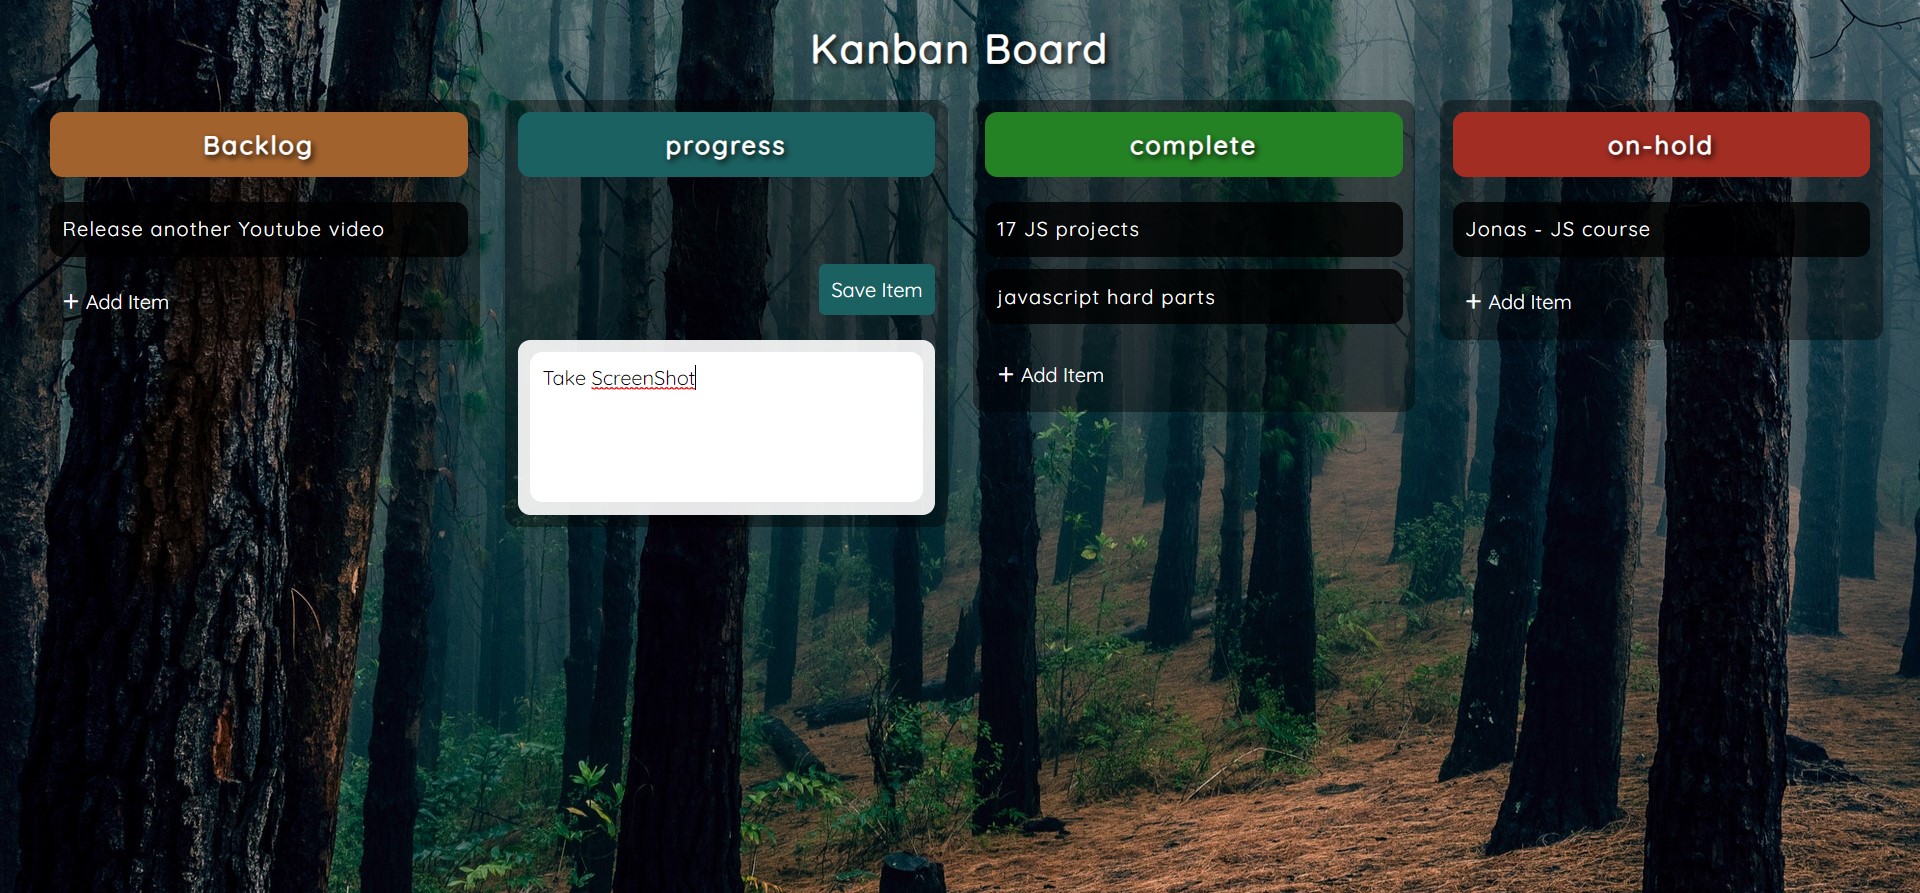 Kanban Board
Backlog
Release another Youtube video
+ Add Item
progress
Save Item
Take ScreenShot
complete
17 JS projects
javascript hard parts
+ Add Item
on-hold
Jonas - JS course
+ Add Item